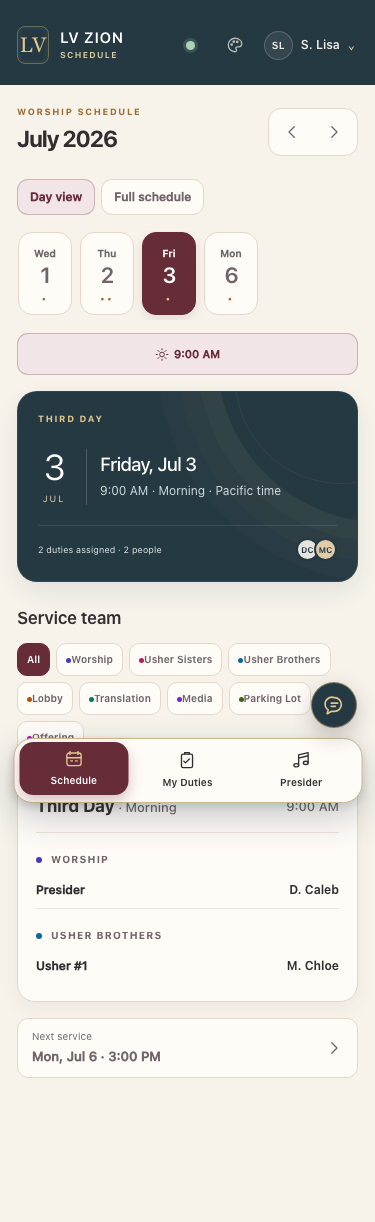 LV
LV ZION
SCHEDULE
SL
S. Lisa
WORSHIP SCHEDULE
July 2026
Day view
Full schedule
Wed
1
Thu
2
Fri
3
Mon
6
9:00 AM
THIRD DAY
3
JUL
Friday, Jul 3
9:00 AM · Morning · Pacific time
2 duties assigned · 2 people
DC
MC
Service team
All
Worship
Usher Sisters
Usher Brothers
Lobby
Translation
Media
Parking Lot
Offering
Schedule
My Duties
Presider
Third Day · Morning
9:00 AM
WORSHIP
Presider
D. Caleb
USHER BROTHERS
Usher #1
M. Chloe
Next service
Mon, Jul 6 · 3:00 PM